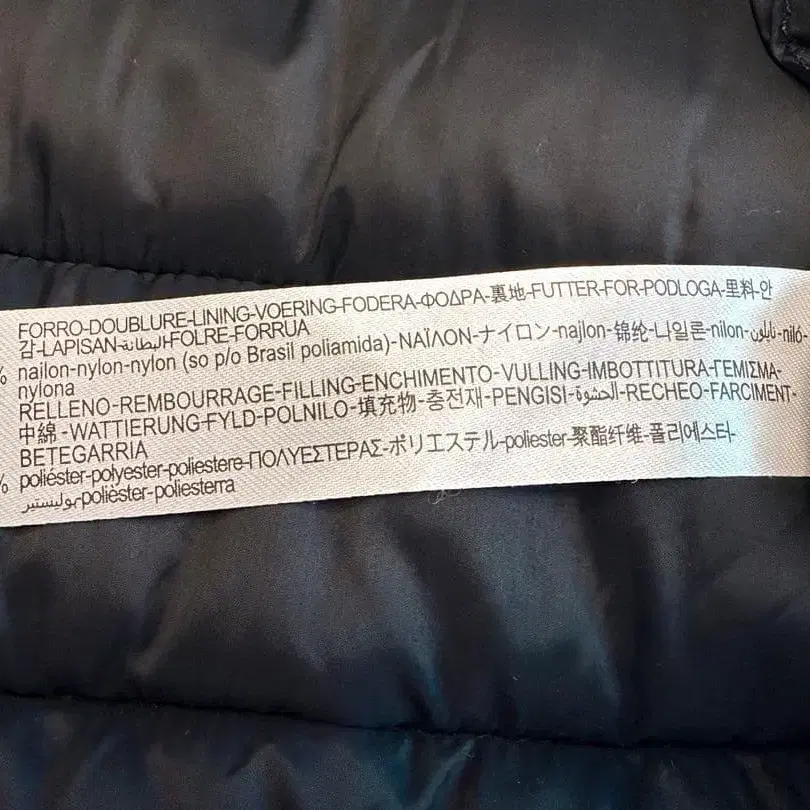 FORRO-DOUBLURE-LINING-VOERING-FODERA-ΦΟΔΡΑ-裏地-FUTTER-FOR-PODLOGA-里料-안
감-LAPISAN-البطانة-FOLRE-FORRUA
% nailon-nylon-nylon (so p/o Brasil poliamida)-ΝΑΪΛΟΝ-ナイロン-najlon-锦纶-나일론-nilon-نايلون-niló-
nylona
RELLENO-REMBOURRAGE-FILLING-ENCHIMENTO-VULLING-IMBOTTITURA-ΓΕΜΙΣΜΑ-
中綿-WATTIERUNG-FYLD-POLNILO-填充物-충전재-PENGISI-الحشوة-RECHEO-FARCIMENT-
BETEGARRIA
% poliéster-polyester-poliestere-ΠΟΛΥΕΣΤΕΡΑΣ-ポリエステル-poliester-聚酯纤维-폴리에스타-
بوليستير-polièster-poliesterra